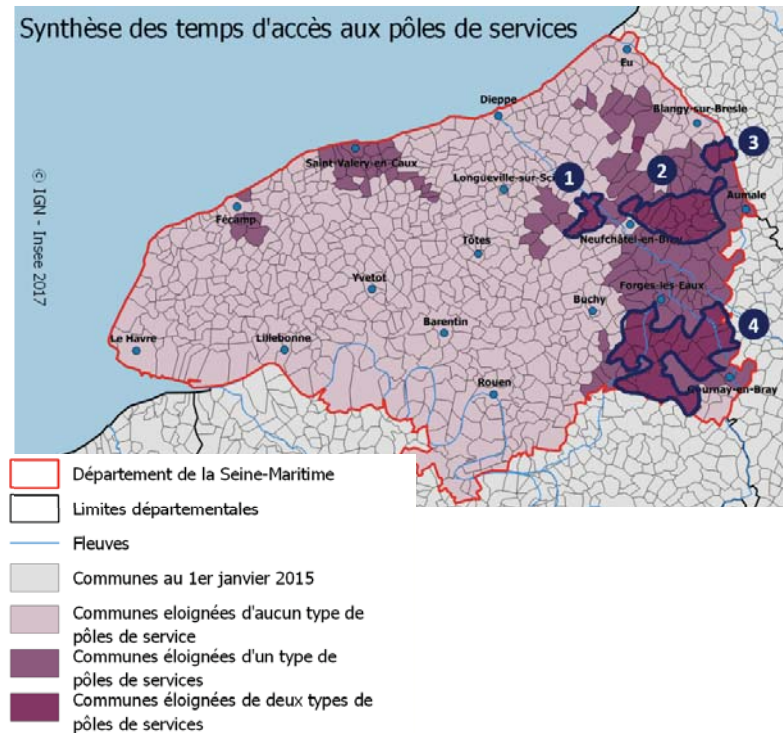 Synthèse des temps d'accès aux pôles de services
Eu
Dieppe
Blangy-sur-Bresle
3
Saint-Valery-en-Caux
1
2
Longueville-sur-Sc
Aumale
Fécamp
Neufchâtel-en-Bray
© IGN - Insee 2017
Tôtes
Yvetot
Forges-les-Eaux
Buchy
4
Barentin
Le Havre
Lillebonne
Gournay-en-Bray
Rouen
Département de la Seine-Maritime
Limites départementales
Fleuves
Communes au 1er janvier 2015
Communes eloignées d'aucun type de
pôles de service
Communes éloignées d'un type de
pôles de services
Communes éloignées de deux types de
pôles de services